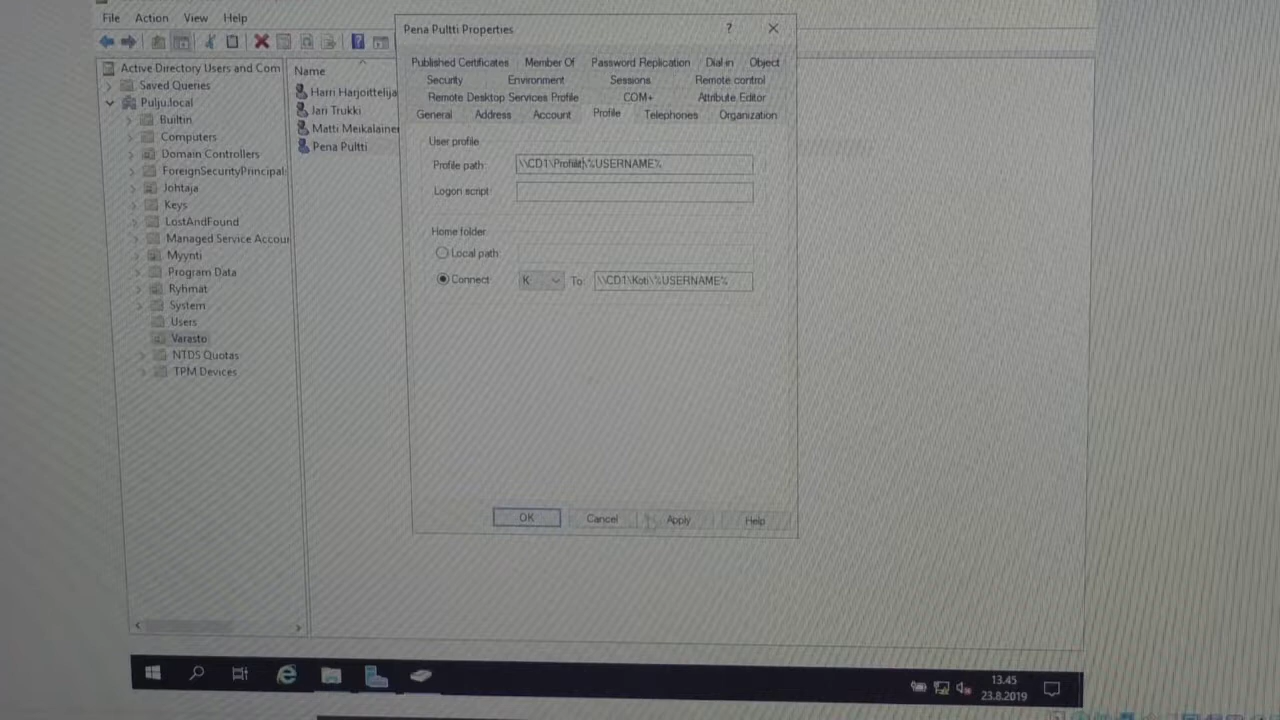 File Action View Help
Pena Pultti Properties
Active Directory Users and Com
Saved Queries
Pulju.local
Builtin
Computers
Domain Controllers
ForeignSecurityPrincipal:
Johtaja
Keys
LostAndFound
Managed Service Accou
Myynti
Program Data
Ryhmat
System
Users
Varasto
NTDS Quotas
TPM Devices
Name
Harri Harjoittelija
Jari Trukki
Matti Meikalainen
Pena Pultti
Published Certificates Member Of Password Replication Dial-in Object
Security Environment Sessions Remote control
Remote Desktop Services Profile COM+ Attribute Editor
General Address Account Profile Telephones Organization
User profile
Profile path: \\CD1\Profiilit\%USERNAME%
Logon script:
Home folder
Local path:
Connect: K To: \\CD1\Koti\%USERNAME%
OK Cancel Apply Help
13.45
23.8.2019